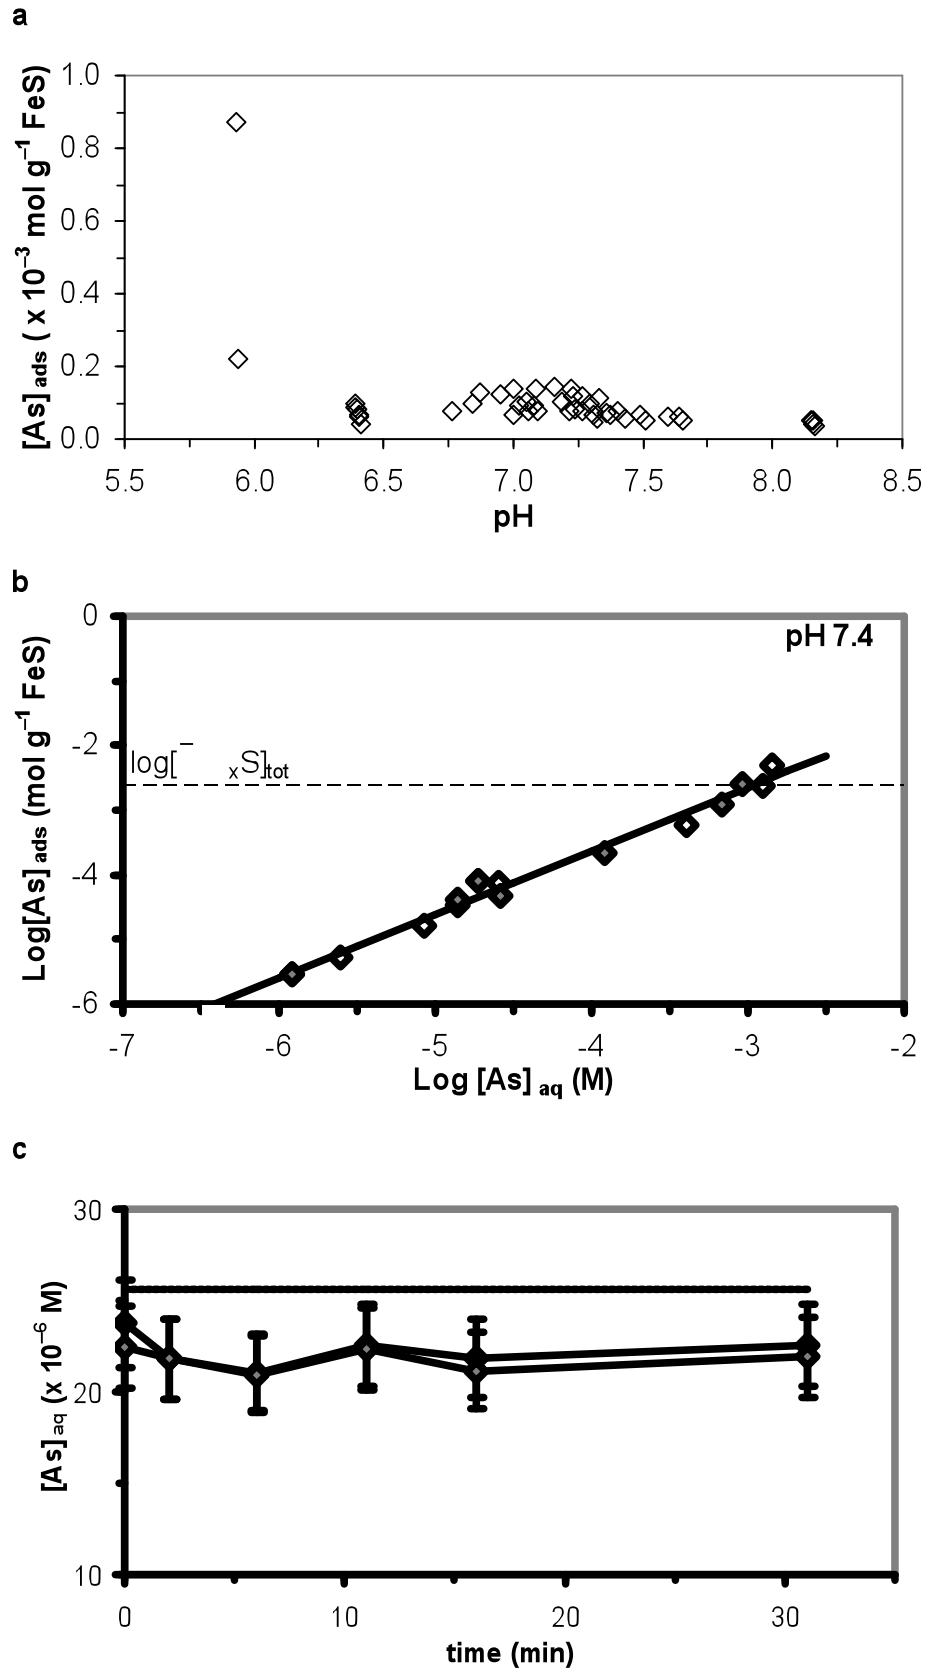 a
[As]ads ( x 10–3 mol g–1 FeS)
1.0
0.8
0.6
0.4
0.2
0.0
5.5 6.0 6.5 7.0 7.5 8.0 8.5
pH
b
Log[As]ads (mol g–1 FeS)
0
pH 7.4
-2
log[‾ xS]tot
-4
-6
-7 -6 -5 -4 -3 -2
Log [As] aq (M)
c
[As]aq (x 10–6 M)
30
20
10
0 10 20 30
time (min)